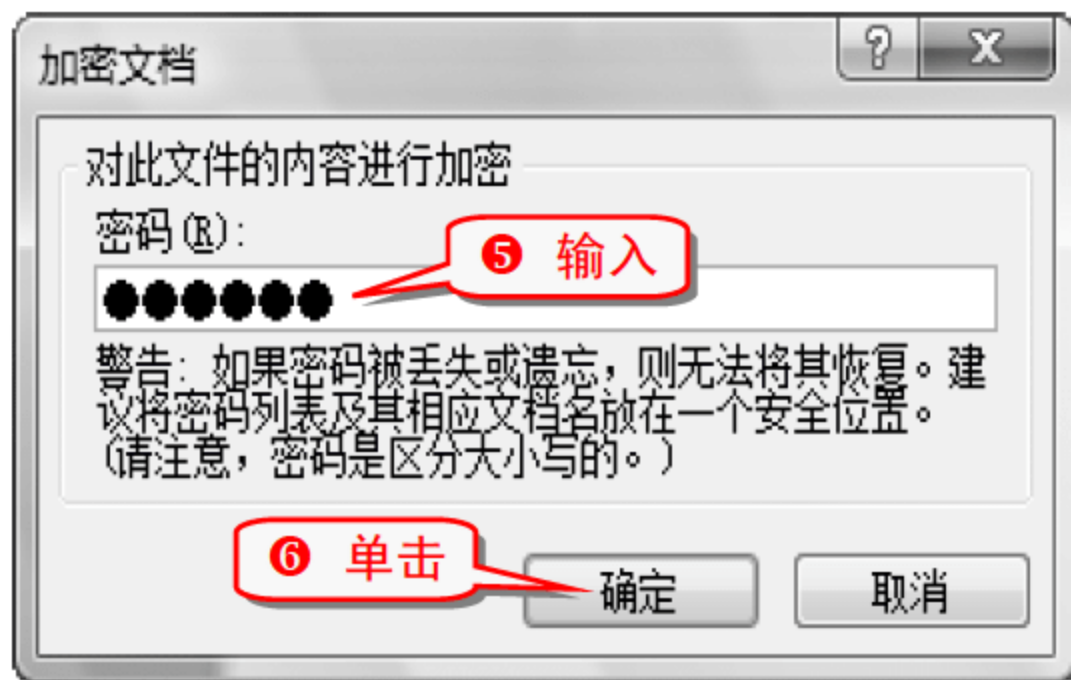 加密文档
对此文件的内容进行加密
密码(R):
❺ 输入
●●●●●●
警告: 如果密码被丢失或遗忘，则无法将其恢复。建
议将密码列表及其相应文档名放在一个安全位置。
(请注意，密码是区分大小写的。)
❻ 单击
确定
取消